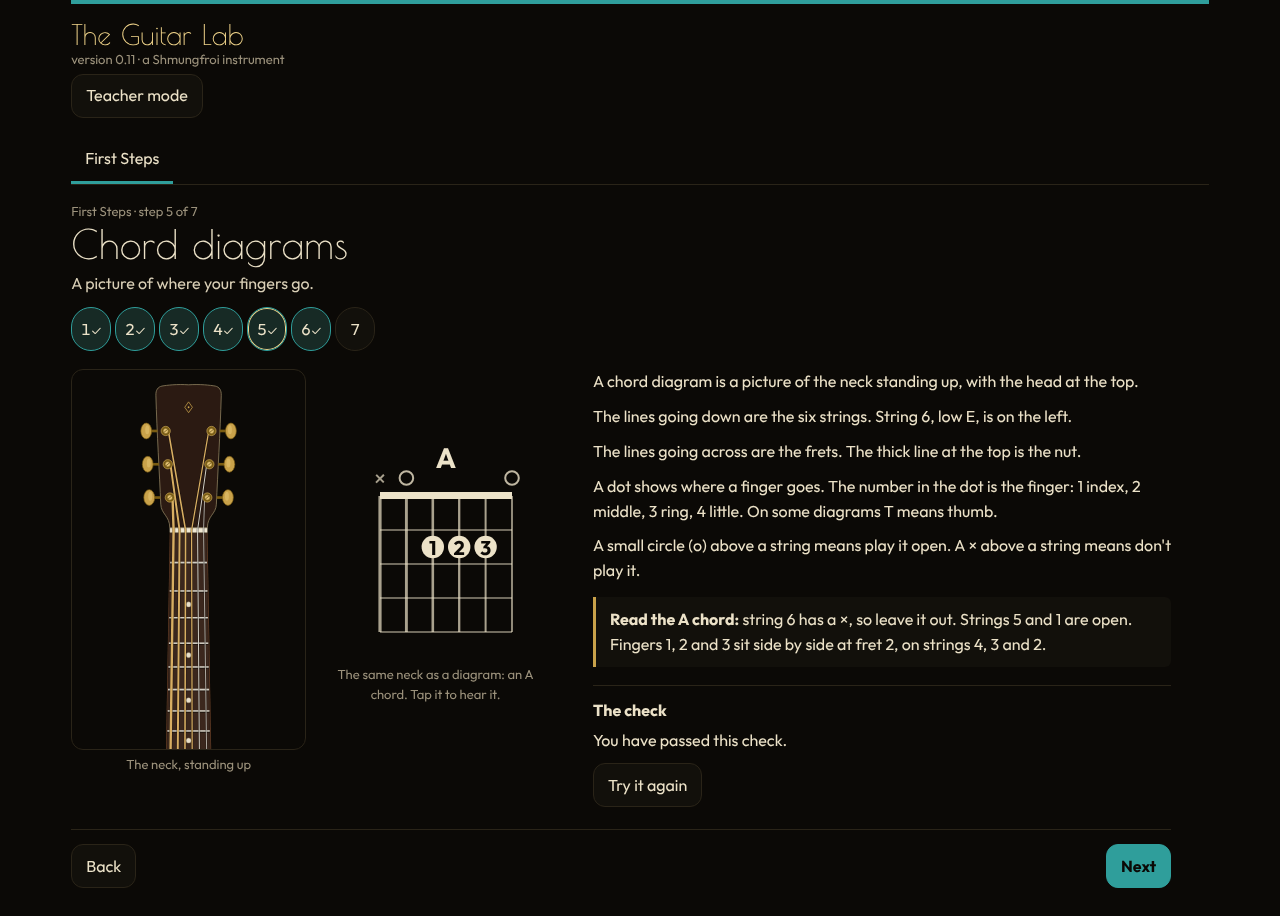 The Guitar Lab
version 0.11 · a Shmungfroi instrument
Teacher mode
First Steps
First Steps · step 5 of 7
Chord diagrams
A picture of where your fingers go.
1✓ 2✓ 3✓ 4✓ 5✓ 6✓ 7
A
× O O
1 2 3
The same neck as a diagram: an A
chord. Tap it to hear it.
The neck, standing up
A chord diagram is a picture of the neck standing up, with the head at the top.
The lines going down are the six strings. String 6, low E, is on the left.
The lines going across are the frets. The thick line at the top is the nut.
A dot shows where a finger goes. The number in the dot is the finger: 1 index, 2
middle, 3 ring, 4 little. On some diagrams T means thumb.
A small circle (o) above a string means play it open. A × above a string means don't
play it.
Read the A chord: string 6 has a ×, so leave it out. Strings 5 and 1 are open.
Fingers 1, 2 and 3 sit side by side at fret 2, on strings 4, 3 and 2.
The check
You have passed this check.
Try it again
Back
Next